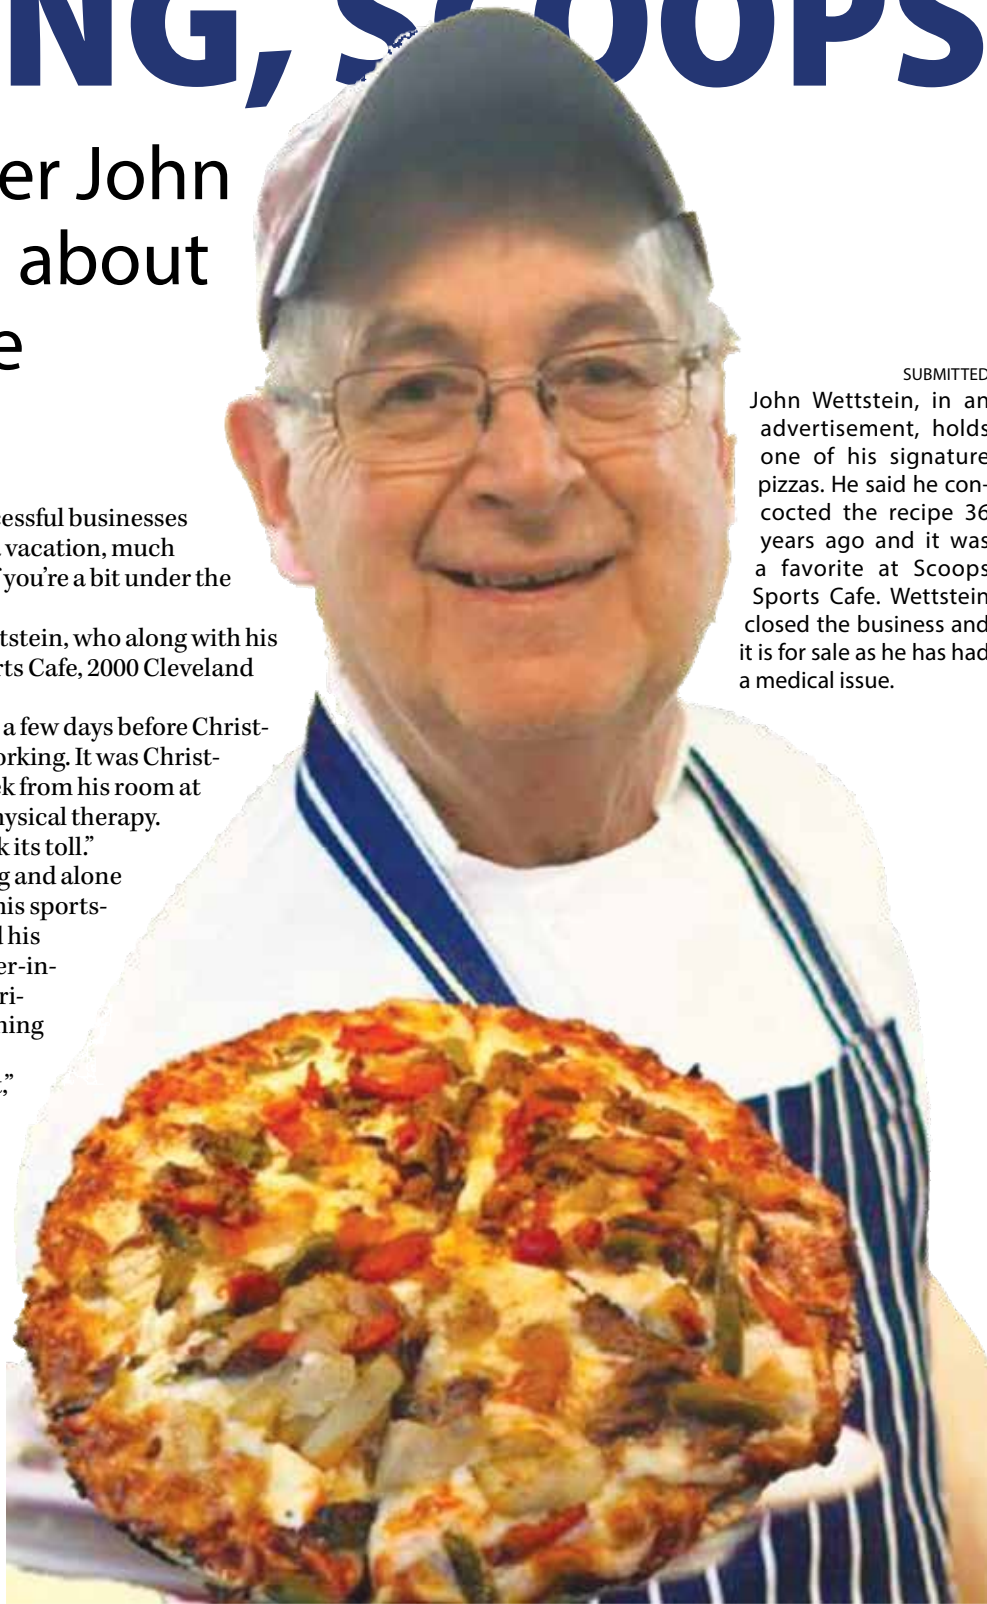 NG, SCOOPS
er John
about
e
cessful businesses
vacation, much
you're a bit under the
tstein, who along with his
rts Cafe, 2000 Cleveland
a few days before Christ-
orking. It was Christ-
ek from his room at
hysical therapy.
k its toll.”
g and alone
his sports-
l his
er-in-
ri-
ning
t,”
SUBMITTED
John Wettstein, in an
advertisement, holds
one of his signature
pizzas. He said he con-
cocted the recipe 36
years ago and it was
a favorite at Scoops
Sports Cafe. Wettstein
closed the business and
it is for sale as he has had
a medical issue.